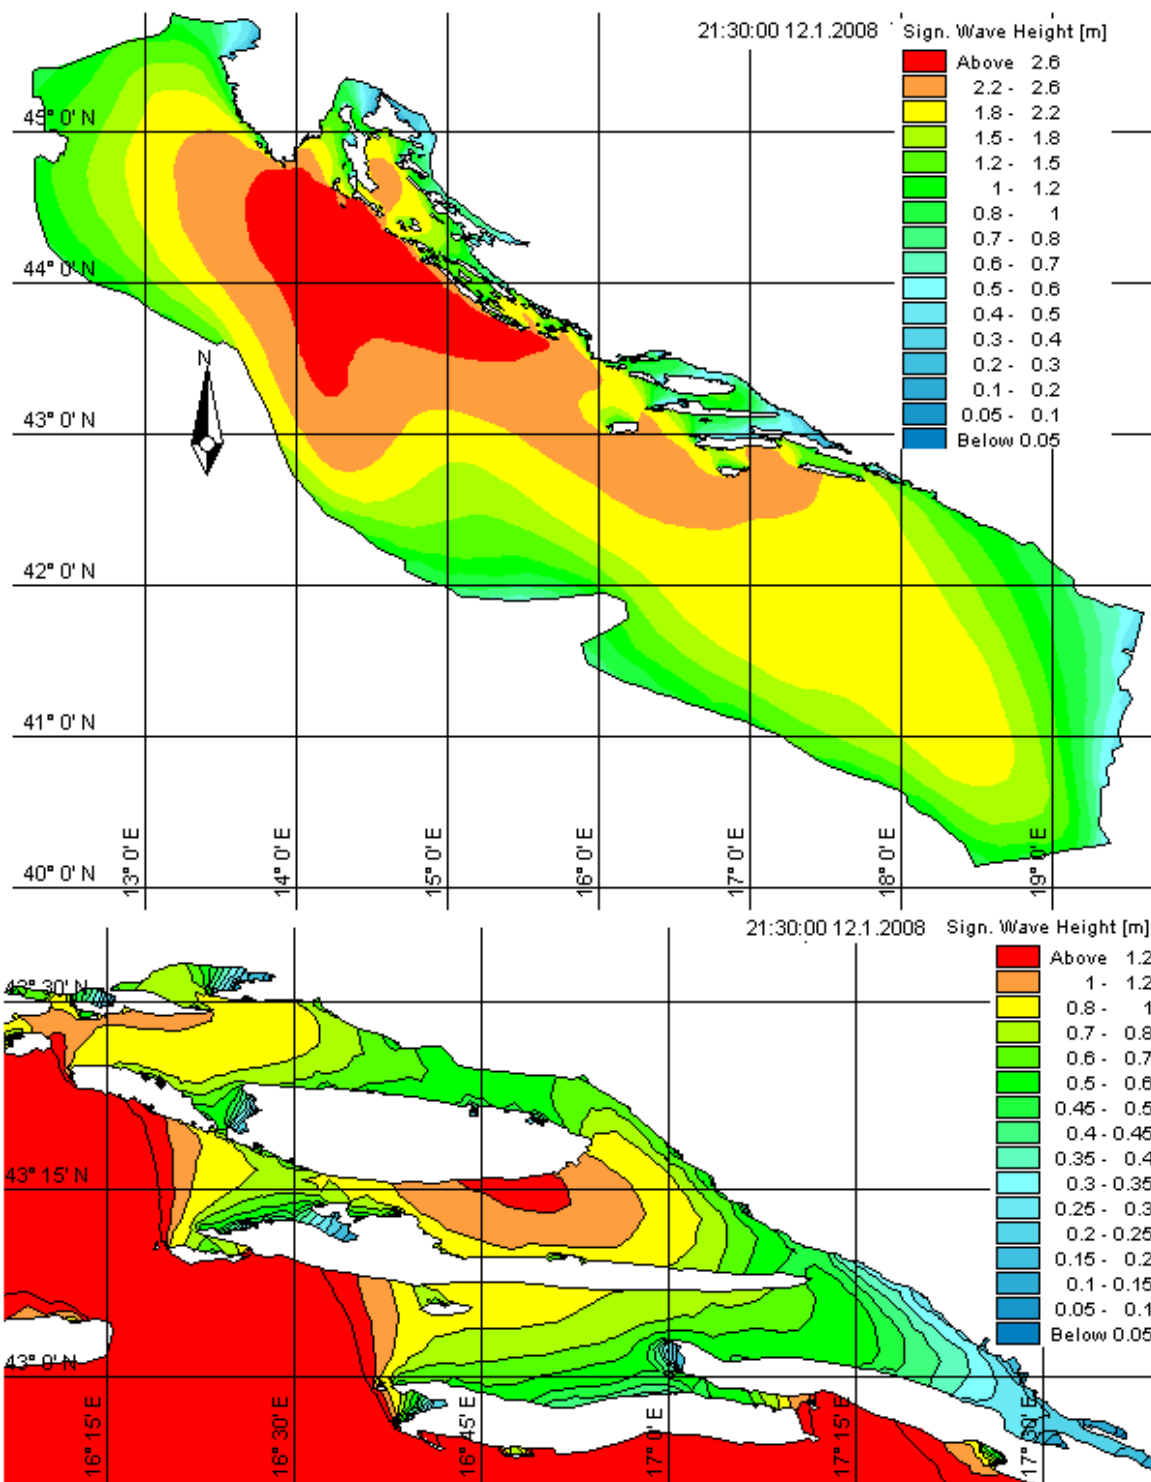 21:30:00 12.1.2008 Sign. Wave Height [m]
Above 2.6
2.2 - 2.6
1.8 - 2.2
1.5 - 1.8
1.2 - 1.5
1 - 1.2
0.8 - 1
0.7 - 0.8
0.6 - 0.7
0.5 - 0.6
0.4 - 0.5
0.3 - 0.4
0.2 - 0.3
0.1 - 0.2
0.05 - 0.1
Below 0.05
45° 0' N
44° 0' N
N
43° 0' N
42° 0' N
41° 0' N
40° 0' N
13° 0' E
14° 0' E
15° 0' E
16° 0' E
17° 0' E
18° 0' E
19° 0' E
21:30:00 12.1.2008 Sign. Wave Height [m]
Above 1.2
1 - 1.2
0.8 - 1
0.7 - 0.8
0.6 - 0.7
0.5 - 0.6
0.45 - 0.5
0.4 - 0.45
0.35 - 0.4
0.3 - 0.35
0.25 - 0.3
0.2 - 0.25
0.15 - 0.2
0.1 - 0.15
0.05 - 0.1
Below 0.05
43° 30' N
43° 15' N
43° 0' N
16° 15' E
16° 30' E
16° 45' E
17° 0' E
17° 15' E
17° 30' E